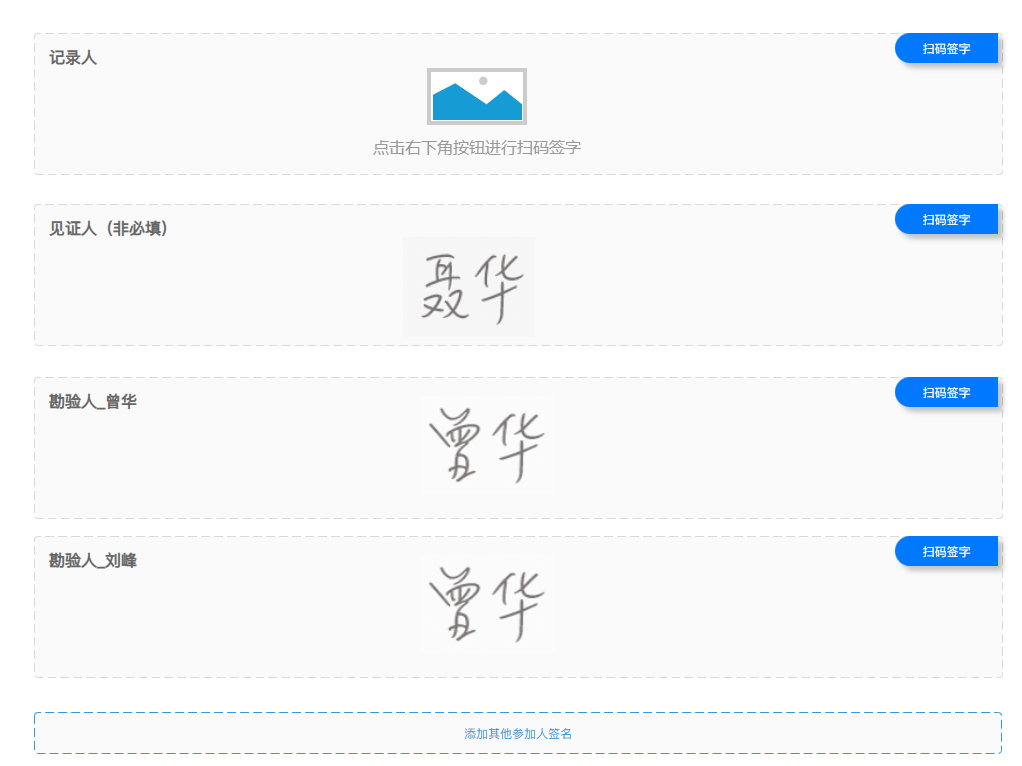 记录人
扫码签字
点击右下角按钮进行扫码签字
见证人（非必填）
扫码签字
聂华
勘验人_曾华
扫码签字
曾华
勘验人_刘峰
扫码签字
曾华
添加其他参加人签名